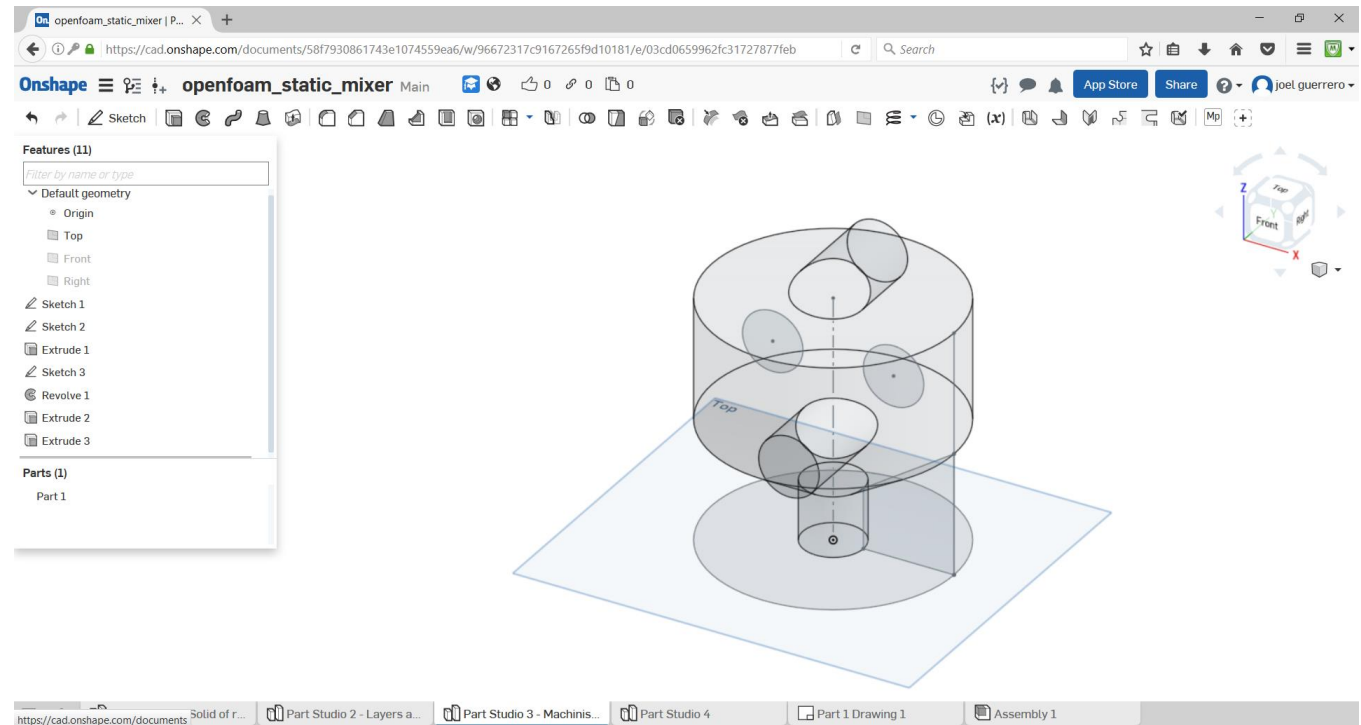 On. openfoam_static_mixer | P... × +
https://cad.onshape.com/documents/58f7930861743e1074559ea6/w/96672317c9167265f9d10181/e/03cd0659962fc31727877feb
Search
Onshape openfoam_static_mixer Main 0 0 0
App Store Share ? joel guerrero
Sketch (x) Mp
Features (11)
Filter by name or type
Default geometry
Origin
Top
Front
Right
Sketch 1
Sketch 2
Extrude 1
Sketch 3
Revolve 1
Extrude 2
Extrude 3
Parts (1)
Part 1
Z Top
Y
Front Right
X
Top
https://cad.onshape.com/documents Solid of r... Part Studio 2 - Layers a... Part Studio 3 - Machinis... Part Studio 4 Part 1 Drawing 1 Assembly 1